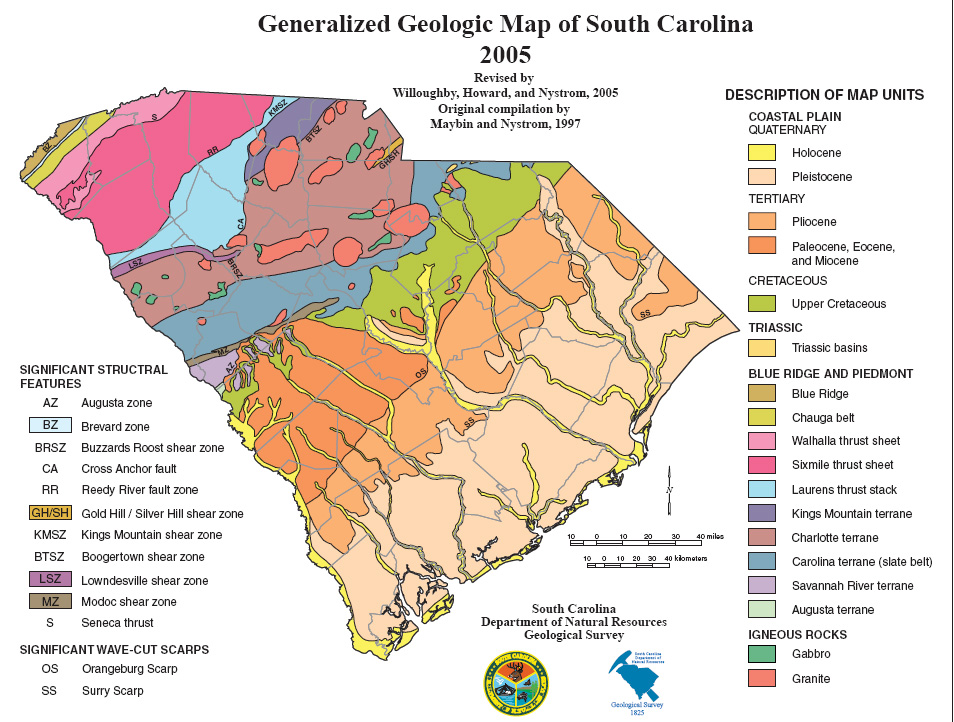 Generalized Geologic Map of South Carolina
2005
Revised by
Willoughby, Howard, and Nystrom, 2005
Original compilation by
Maybin and Nystrom, 1997
DESCRIPTION OF MAP UNITS
COASTAL PLAIN
QUATERNARY
Holocene
Pleistocene
TERTIARY
Pliocene
Paleocene, Eocene,
and Miocene
CRETACEOUS
Upper Cretaceous
TRIASSIC
Triassic basins
BLUE RIDGE AND PIEDMONT
Blue Ridge
Chauga belt
Walhalla thrust sheet
Sixmile thrust sheet
Laurens thrust stack
Kings Mountain terrane
Charlotte terrane
Carolina terrane (slate belt)
Savannah River terrane
Augusta terrane
IGNEOUS ROCKS
Gabbro
Granite
BZ
S
RR
KMSZ
BTSZ
GH/SH
CA
LSZ
BRSZ
MZ
AZ
OS
SS
SS
SIGNIFICANT STRUCTRAL
FEATURES
AZ Augusta zone
BZ Brevard zone
BRSZ Buzzards Roost shear zone
CA Cross Anchor fault
RR Reedy River fault zone
GH/SH Gold Hill / Silver Hill shear zone
KMSZ Kings Mountain shear zone
BTSZ Boogertown shear zone
LSZ Lowndesville shear zone
MZ Modoc shear zone
S Seneca thrust
SIGNIFICANT WAVE-CUT SCARPS
OS Orangeburg Scarp
SS Surry Scarp
N
10 0 10 20 30 40 miles
10 0 10 20 30 40 kilometers
South Carolina
Department of Natural Resources
Geological Survey
South Carolina
Department of
Natural Resources
Geological Survey
1825